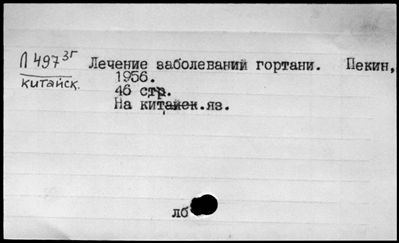 Л 497 3Г
китайск.
Лечение заболеваний гортани. Пекин,
1956.
46 стр.
На китайск.яз.
лб